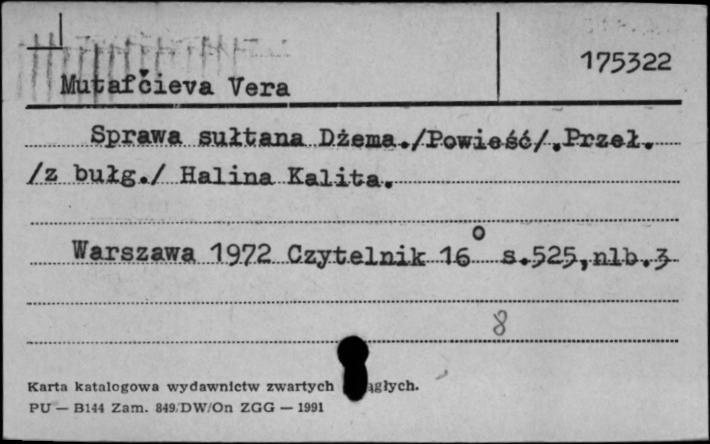 175322
Mutafčieva Vera
Sprawa sułtana Dżema./Powieść/.Przeł.
/z bułg./ Halina Kalita.
Warszawa 1972 Czytelnik 16° s.525,nlb.3
8
Karta katalogowa wydawnictw zwartych
PU — B144 Zam. 849/DW/On ZGG — 1991